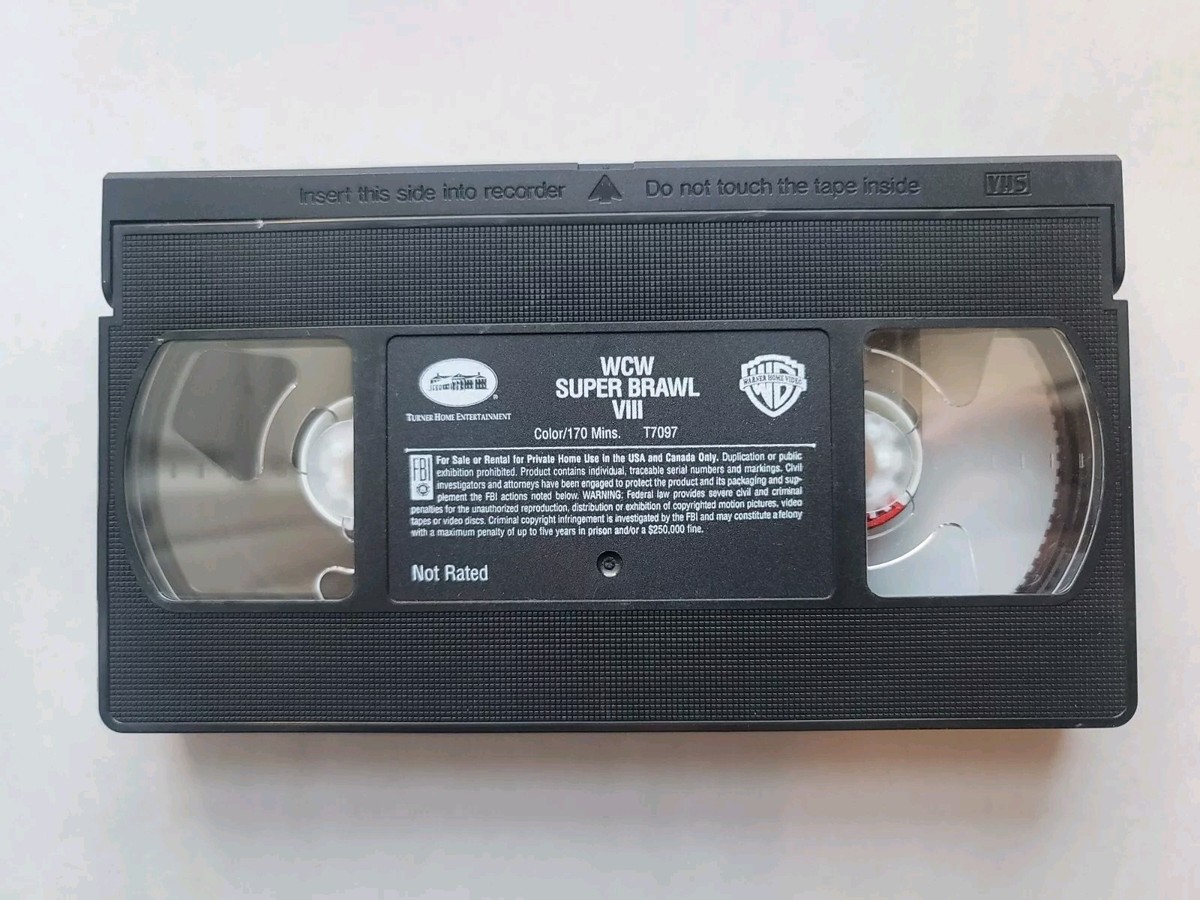 Insert this side into recorder Do not touch the tape inside VHS
TURNER HOME ENTERTAINMENT
®
WCW
SUPER BRAWL
VIII
WARNER HOME VIDEO
Color/170 Mins. T7097
FBI
For Sale or Rental for Private Home Use in the USA and Canada Only. Duplication or public
exhibition prohibited. Product contains individual, traceable serial numbers and markings. Civil
investigators and attorneys have been engaged to protect the product and its packaging and sup-
plement the FBI actions noted below. WARNING: Federal law provides severe civil and criminal
penalties for the unauthorized reproduction, distribution or exhibition of copyrighted motion pictures, video
tapes or video discs. Criminal copyright infringement is investigated by the FBI and may constitute a felony
with a maximum penalty of up to five years in prison and/or a $250,000 fine.
Not Rated